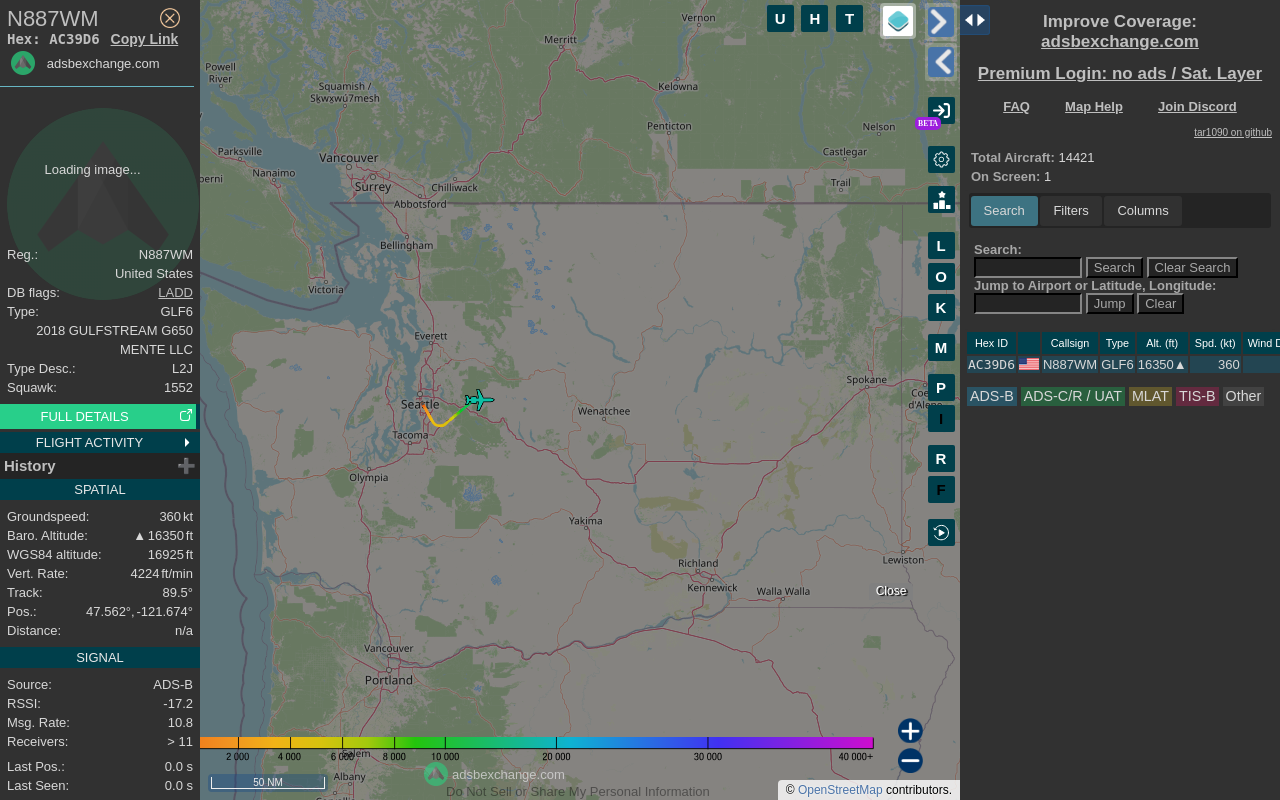 N887WM
Hex: AC39D6 Copy Link
adsbexchange.com
Loading image...
Reg.: N887WM
United States
DB flags: LADD
Type: GLF6
2018 GULFSTREAM G650
MENTE LLC
Type Desc.: L2J
Squawk: 1552
FULL DETAILS
FLIGHT ACTIVITY
History
SPATIAL
Groundspeed: 360 kt
Baro. Altitude: ▲ 16350 ft
WGS84 altitude: 16925 ft
Vert. Rate: 4224 ft/min
Track: 89.5°
Pos.: 47.562°, -121.674°
Distance: n/a
SIGNAL
Source: ADS-B
RSSI: -17.2
Msg. Rate: 10.8
Receivers: > 11
Last Pos.: 0.0 s
Last Seen: 0.0 s
U H T
BETA
L
O
K
M
P
I
R
F
Vernon
Merritt
Powell
River
Squamish /
Sḵwx̱wú7mesh
Kelowna
Penticton
Nelson
Parksville
Vancouver
Castlegar
Nanaimo
berni
Surrey
Chilliwack
Trail
Abbotsford
Bellingham
Victoria
Everett
Spokane
Seattle
Wenatchee
Coeu
d'Alene
Tacoma
Olympia
Yakima
Lewiston
Richland
Kennewick
Walla Walla
Close
Vancouver
Portland
Salem
Albany
2 000 4 000 6 000 8 000 10 000 20 000 30 000 40 000+
50 NM
adsbexchange.com
Do Not Sell or Share My Personal Information
© OpenStreetMap contributors.
Improve Coverage:
adsbexchange.com
Premium Login: no ads / Sat. Layer
FAQ Map Help Join Discord
tar1090 on github
Total Aircraft: 14421
On Screen: 1
Search Filters Columns
Search:
Search Clear Search
Jump to Airport or Latitude, Longitude:
Jump Clear
Hex ID Callsign Type Alt. (ft) Spd. (kt) Wind D
AC39D6 N887WM GLF6 16350▲ 360
ADS-B ADS-C/R / UAT MLAT TIS-B Other